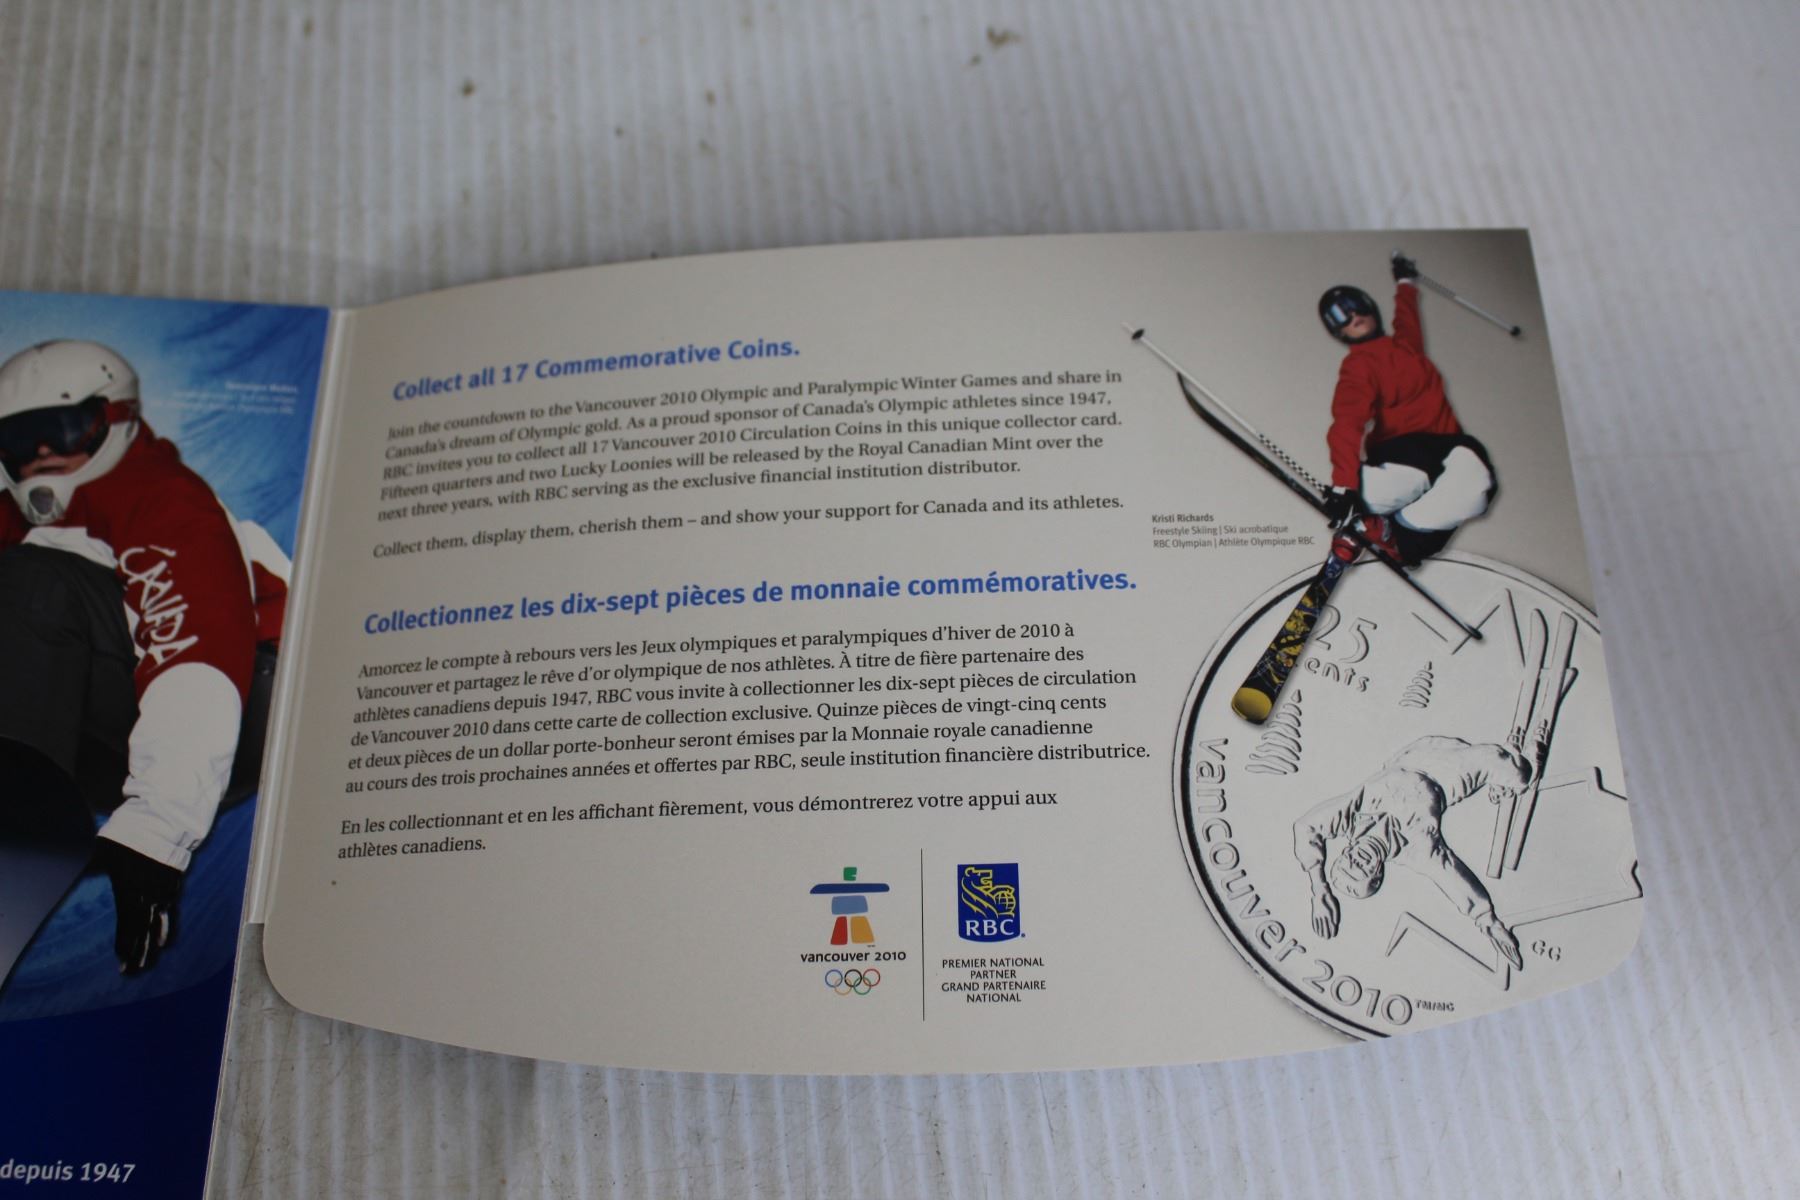 CANADA
depuis 1947
Collect all 17 Commemorative Coins.
Join the countdown to the Vancouver 2010 Olympic and Paralympic Winter Games and share in
Canada's dream of Olympic gold. As a proud sponsor of Canada's Olympic athletes since 1947,
RBC invites you to collect all 17 Vancouver 2010 Circulation Coins in this unique collector card.
Fifteen quarters and two Lucky Loonies will be released by the Royal Canadian Mint over the
next three years, with RBC serving as the exclusive financial institution distributor.
Collect them, display them, cherish them – and show your support for Canada and its athletes.
Collectionnez les dix-sept pièces de monnaie commémoratives.
Amorcez le compte à rebours vers les Jeux olympiques et paralympiques d'hiver de 2010 à
Vancouver et partagez le rêve d'or olympique de nos athlètes. À titre de fière partenaire des
athlètes canadiens depuis 1947, RBC vous invite à collectionner les dix-sept pièces de circulation
de Vancouver 2010 dans cette carte de collection exclusive. Quinze pièces de vingt-cinq cents
et deux pièces de un dollar porte-bonheur seront émises par la Monnaie royale canadienne
au cours des trois prochaines années et offertes par RBC, seule institution financière distributrice.
En les collectionnant et en les affichant fièrement, vous démontrerez votre appui aux
athlètes canadiens.
vancouver 2010
RBC
PREMIER NATIONAL
PARTNER
GRAND PARTENAIRE
NATIONAL
Kristi Richards
Freestyle Skiing | Ski acrobatique
RBC Olympian | Athlète Olympique RBC
25
cents
vancouver 2010 TM/MC
GG